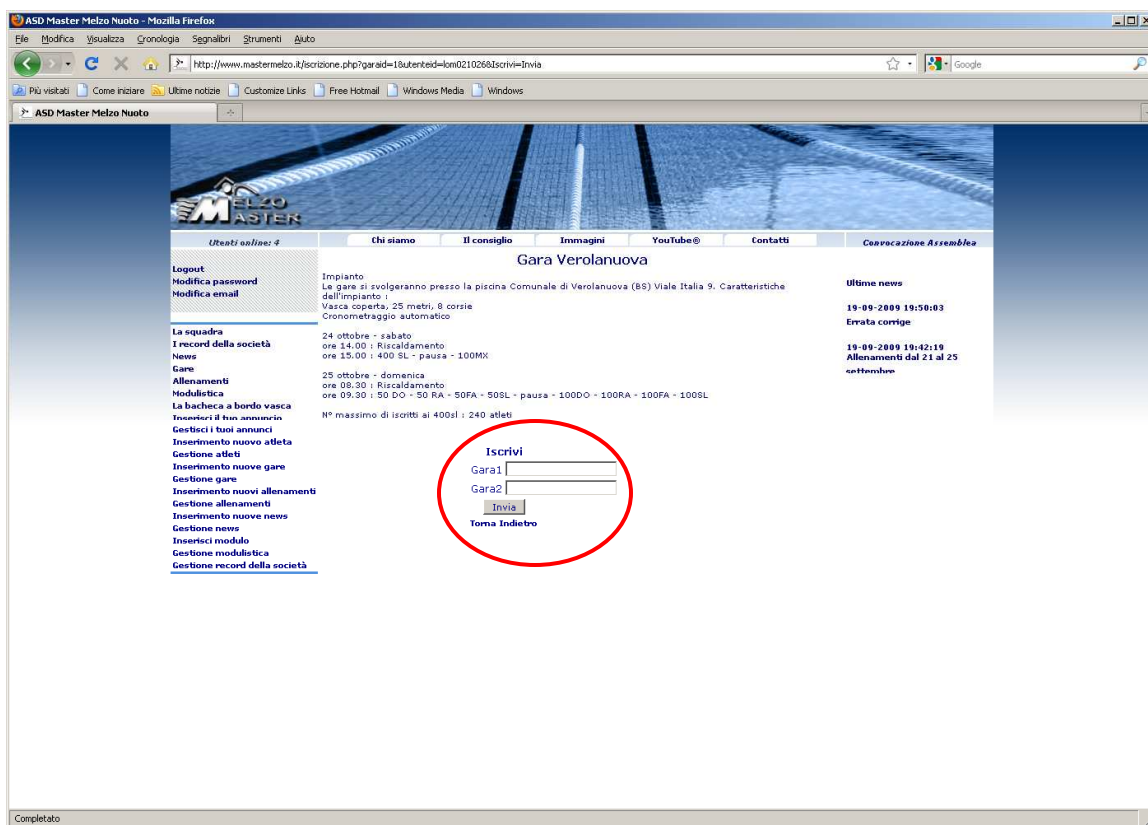 ASD Master Melzo Nuoto - Mozilla Firefox
File Modifica Visualizza Cronologia Segnalibri Strumenti Aiuto
http://www.mastermelzo.it/iscrizione.php?garaid=1&utenteid=lom021026&Iscrivi=Invia
Google
Più visitati Come iniziare Ultime notizie Customize Links Free Hotmail Windows Media Windows
ASD Master Melzo Nuoto
MELZO
MASTER
Utenti online: 4
Chi siamo Il consiglio Immagini YouTube® Contatti
Convocazione Assemblea
Logout
Modifica password
Modifica email
La squadra
I record della società
News
Gare
Allenamenti
Modulistica
La bacheca a bordo vasca
Inserisci il tuo annuncio
Gestisci i tuoi annunci
Inserimento nuovo atleta
Gestione atleti
Inserimento nuove gare
Gestione gare
Inserimento nuovi allenamenti
Gestione allenamenti
Inserimento nuove news
Gestione news
Inserisci modulo
Gestione modulistica
Gestione record della società
Gara Verolanuova
Impianto
Le gare si svolgeranno presso la piscina Comunale di Verolanuova (BS) Viale Italia 9. Caratteristiche
dell'impianto :
Vasca coperta, 25 metri, 8 corsie
Cronometraggio automatico
24 ottobre - sabato
ore 14.00 : Riscaldamento
ore 15.00 : 400 SL - pausa - 100MX
25 ottobre - domenica
ore 08.30 : Riscaldamento
ore 09.30 : 50 DO - 50 RA - 50FA - 50SL - pausa - 100DO - 100RA - 100FA - 100SL
N° massimo di iscritti ai 400sl : 240 atleti
Iscrivi
Gara1
Gara2
Invia
Torna Indietro
Ultime news
19-09-2009 19:50:03
Errata corrige
19-09-2009 19:42:19
Allenamenti dal 21 al 25
settembre
Completato